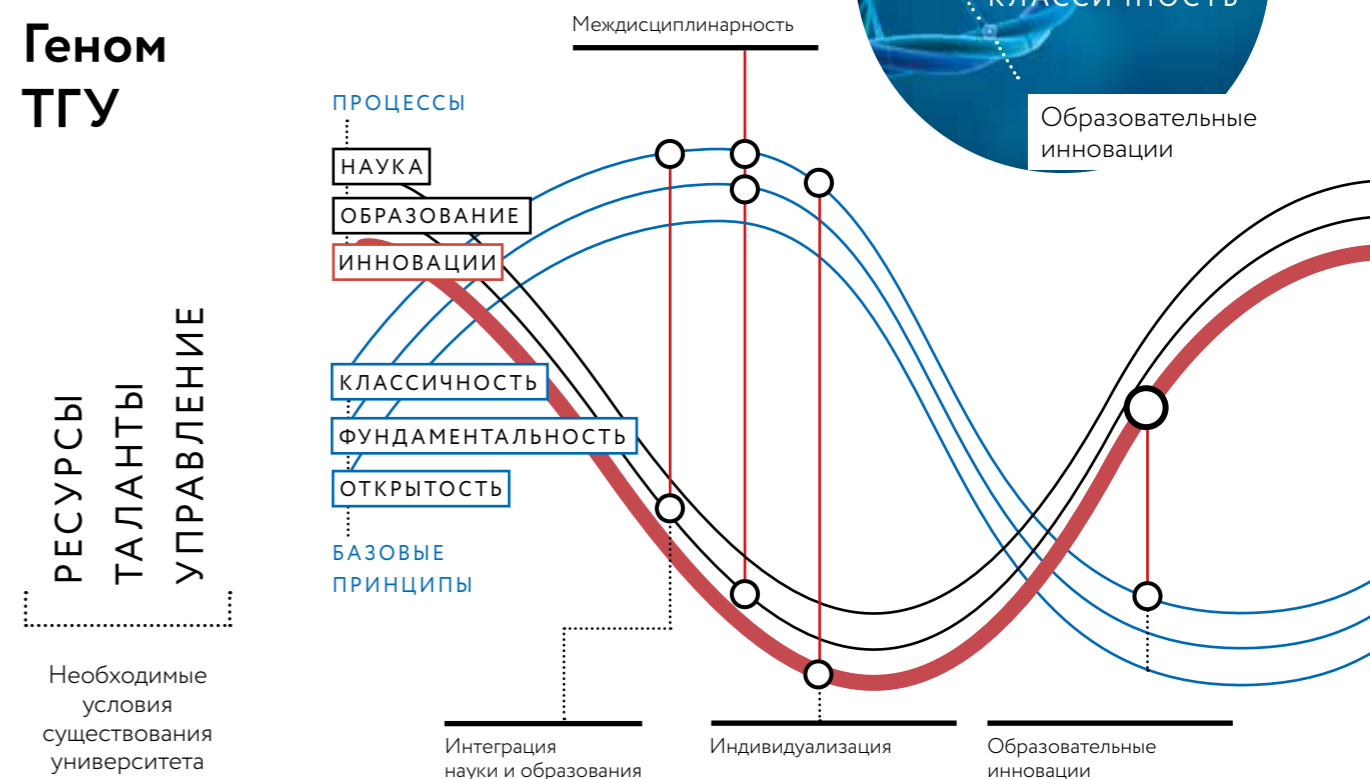 Геном
ТГУ
Междисциплинарность
КЛАССИЧНОСТЬ
Образовательные
инновации
ПРОЦЕССЫ
НАУКА
ОБРАЗОВАНИЕ
ИННОВАЦИИ
КЛАССИЧНОСТЬ
ФУНДАМЕНТАЛЬНОСТЬ
ОТКРЫТОСТЬ
БАЗОВЫЕ
ПРИНЦИПЫ
РЕСУРСЫ
ТАЛАНТЫ
УПРАВЛЕНИЕ
Необходимые
условия
существования
университета
Интеграция
науки и образования
Индивидуализация
Образовательные
инновации